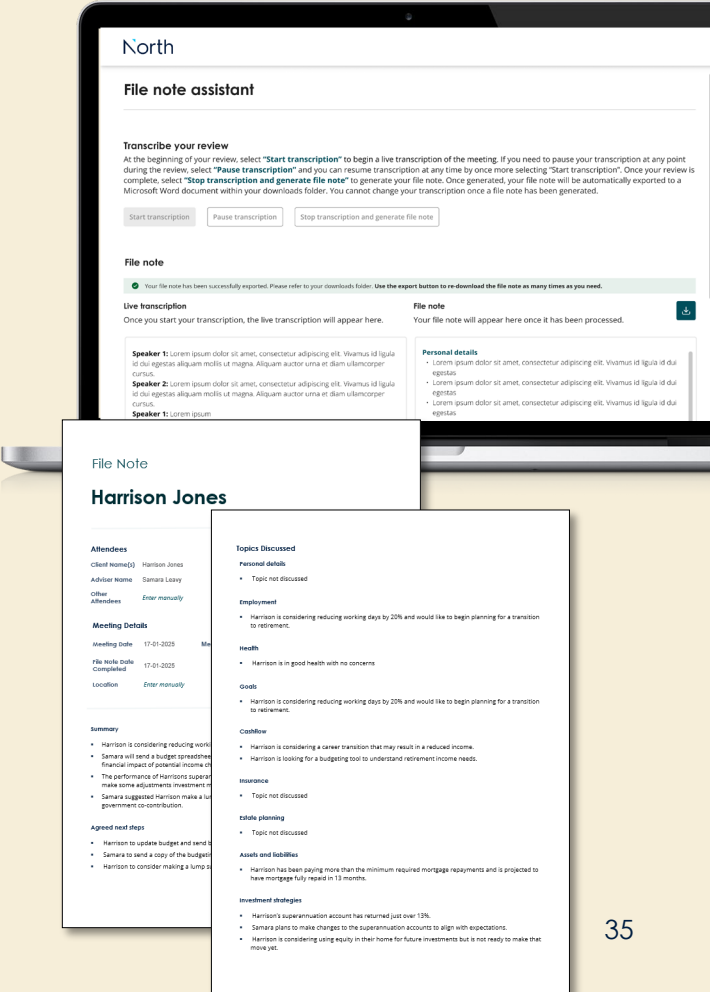 North
File note assistant
Transcribe your review
At the beginning of your review, select “Start transcription” to begin a live transcription of the meeting. If you need to pause your transcription at any point
during the review, select “Pause transcription” and you can resume transcription at any time by once more selecting “Start transcription”. Once your review is
complete, select “Stop transcription and generate file note” to generate your file note. Once generated, your file note will be automatically exported to a
Microsoft Word document within your downloads folder. You cannot change your transcription once a file note has been generated.
Start transcription
Pause transcription
Stop transcription and generate file note
File note
Your file note has been successfully exported. Please refer to your downloads folder. Use the export button to re-download the file note as many times as you need.
Live transcription
Once you start your transcription, the live transcription will appear here.
Speaker 1: Lorem ipsum dolor sit amet, consectetur adipiscing elit. Vivamus id ligula
id dui egestas aliquam mollis ut magna. Aliquam auctor urna et diam ullamcorper
cursus.
Speaker 2: Lorem ipsum dolor sit amet, consectetur adipiscing elit. Vivamus id ligula
id dui egestas aliquam mollis ut magna. Aliquam auctor urna et diam ullamcorper
cursus.
Speaker 1: Lorem ipsum
File note
Your file note will appear here once it has been processed.
Personal details
• Lorem ipsum dolor sit amet, consectetur adipiscing elit. Vivamus id ligula id dui
egestas
• Lorem ipsum dolor sit amet, consectetur adipiscing elit. Vivamus id ligula id dui
egestas
• Lorem ipsum dolor sit amet, consectetur adipiscing elit. Vivamus id ligula id dui
egestas
File Note
Harrison Jones
Attendees
Client Name(s) Harrison Jones
Adviser Name Samara Leavy
Other
Attendees Enter manually
Meeting Details
Meeting Date 17-01-2025 Me
File Note Date
Completed 17-01-2025
Location Enter manually
Summary
• Harrison is considering reducing worki
• Samara will send a budget spreadshee
financial impact of potential income ch
• The performance of Harrisons superar
make some adjustments investment m
• Samara suggested Harrison make a lur
government co-contribution.
Agreed next steps
• Harrison to update budget and send b
• Samara to send a copy of the budgetin
• Harrison to consider making a lump s
Topics Discussed
Personal details
• Topic not discussed
Employment
• Harrison is considering reducing working days by 20% and would like to begin planning for a transition
to retirement.
Health
• Harrison is in good health with no concerns
Goals
• Harrison is considering reducing working days by 20% and would like to begin planning for a transition
to retirement.
Cashflow
• Harrison is considering a career transition that may result in a reduced income.
• Harrison is looking for a budgeting tool to understand retirement income needs.
Insurance
• Topic not discussed
Estate planning
• Topic not discussed
Assets and liabilities
• Harrison has been paying more than the minimum required mortgage repayments and is projected to
have mortgage fully repaid in 13 months.
Investment strategies
• Harrison’s superannuation account has returned just over 13%.
• Samara plans to make changes to the superannuation accounts to align with expectations.
• Harrison is considering using equity in their home for future investments but is not ready to make that
move yet.
35